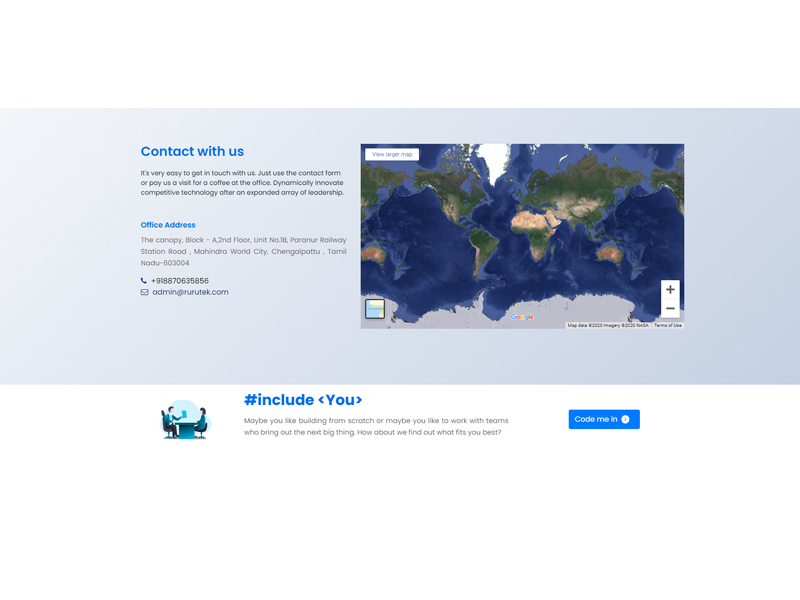 Contact with us
It's very easy to get in touch with us. Just use the contact form
or pay us a visit for a coffee at the office. Dynamically innovate
competitive technology after an expanded array of leadership.
Office Address
The canopy, Block - A,2nd Floor, Unit No.1B, Paranur Railway
Station Road , Mahindra World City, Chengalpattu , Tamil
Nadu-603004
+918870635856
admin@rurutek.com
View larger map
Google
Map data ©2020 Imagery ©2020 NASA Terms of Use
#include <You>
Maybe you like building from scratch or maybe you like to work with teams
who bring out the next big thing. How about we find out what fits you best?
Code me in